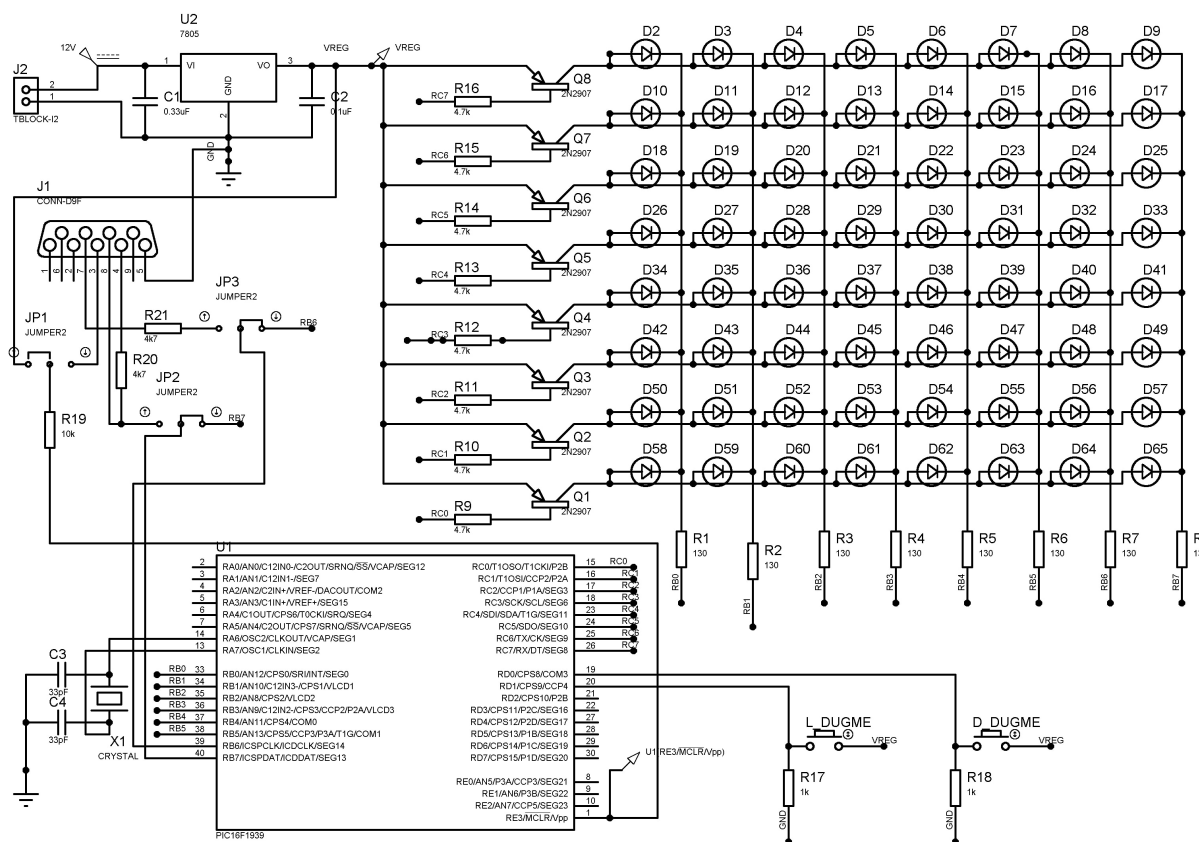 U2
7805
12V
VI
VO
GND
1
3
2
VREG
VREG
J2
2
1
TBLOCK-I2
C1
0.33uF
C2
0.1uF
GND
J1
CONN-D9F
1
6
2
7
3
8
4
9
5
JP1
JUMPER2
JP3
JUMPER2
JP2
JUMPER2
R21
4k7
R20
4k7
R19
10k
RB6
RB7
RC7
R16
4.7k
Q8
2N2907
RC6
R15
4.7k
Q7
2N2907
RC5
R14
4.7k
Q6
2N2907
RC4
R13
4.7k
Q5
2N2907
RC3
R12
4.7k
Q4
2N2907
RC2
R11
4.7k
Q3
2N2907
RC1
R10
4.7k
Q2
2N2907
RC0
R9
4.7k
Q1
2N2907
D2 D3 D4 D5 D6 D7 D8 D9
D10 D11 D12 D13 D14 D15 D16 D17
D18 D19 D20 D21 D22 D23 D24 D25
D26 D27 D28 D29 D30 D31 D32 D33
D34 D35 D36 D37 D38 D39 D40 D41
D42 D43 D44 D45 D46 D47 D48 D49
D50 D51 D52 D53 D54 D55 D56 D57
D58 D59 D60 D61 D62 D63 D64 D65
R1
130
RB0
R2
130
RB1
R3
130
RB2
R4
130
RB3
R5
130
RB4
R6
130
RB5
R7
130
RB6
130
RB7
U1
2 RA0/AN0/C12IN0-/C2OUT/SRNQ/SS/VCAP/SEG12
3 RA1/AN1/C12IN1-/SEG7
4 RA2/AN2/C2IN+/VREF-/DACOUT/COM2
5 RA3/AN3/C1IN+/VREF+/SEG15
6 RA4/C1OUT/CPS6/T0CKI/SRQ/SEG4
7 RA5/AN4/C2OUT/CPS7/SRNQ/SS/VCAP/SEG5
14 RA6/OSC2/CLKOUT/VCAP/SEG1
13 RA7/OSC1/CLKIN/SEG2
RB0 33 RB0/AN12/CPS0/SRI/INT/SEG0
RB1 34 RB1/AN10/C12IN3-/CPS1/VLCD1
RB2 35 RB2/AN8/CPS2/VLCD2
RB3 36 RB3/AN9/C12IN2-/CPS3/CCP2/P2A/VLCD3
RB4 37 RB4/AN11/CPS4/COM0
RB5 38 RB5/AN13/CPS5/CCP3/P3A/T1G/COM1
39 RB6/ICSPCLK/ICDCLK/SEG14
40 RB7/ICSPDAT/ICDDAT/SEG13
RC0/T1OSO/T1CKI/P2B 15 RC0
RC1/T1OSI/CCP2/P2A 16 RC1
RC2/CCP1/P1A/SEG3 17 RC2
RC3/SCK/SCL/SEG6 18 RC3
RC4/SDI/SDA/T1G/SEG11 23 RC4
RC5/SDO/SEG10 24 RC5
RC6/TX/CK/SEG9 25 RC6
RC7/RX/DT/SEG8 26 RC7
RD0/CPS8/COM3 19
RD1/CPS9/CCP4 20
RD2/CPS10/P2B 21
RD3/CPS11/P2C/SEG16 22
RD4/CPS12/P2D/SEG17 27
RD5/CPS13/P1B/SEG18 28
RD6/CPS14/P1C/SEG19 29
RD7/CPS15/P1D/SEG20 30
RE0/AN5/P3A/CCP3/SEG21 8
RE1/AN6/P3B/SEG22 9
RE2/AN7/CCP5/SEG23 10
RE3/MCLR/Vpp 1
PIC16F1939
U1(RE3/MCLR/Vpp)
C3
33pF
C4
33pF
X1
CRYSTAL
L_DUGME
VREG
R17
1k
GND
D_DUGME
VREG
R18
1k
GND